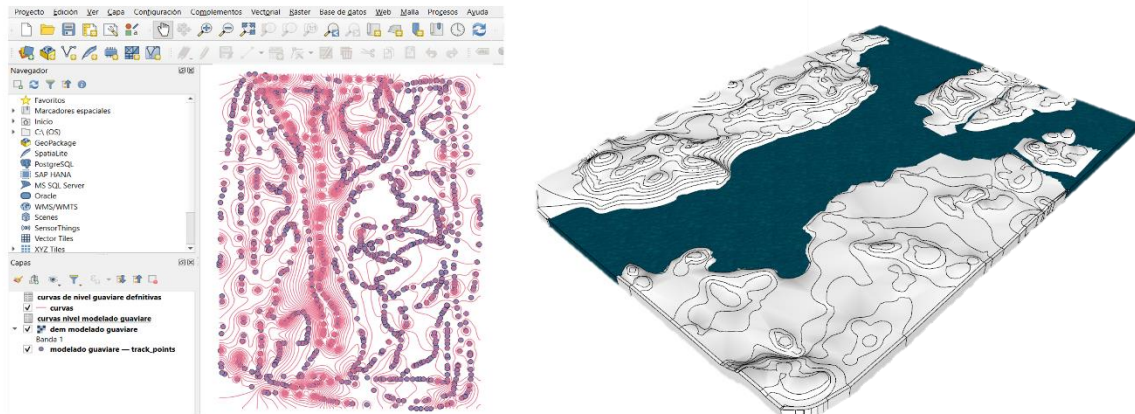 Proyecto Edición Ver Capa Configuración Complementos Vectorial Ráster Base de datos Web Malla Procesos Ayuda
Navegador
Favoritos
Marcadores espaciales
Inicio
C:\ (OS)
GeoPackage
SpatiaLite
PostgreSQL
SAP HANA
MS SQL Server
Oracle
WMS/WMTS
Scenes
SensorThings
Vector Tiles
XYZ Tiles
Capas
curvas de nivel guaviare defnitivas
curvas
curvas nivel modelado guaviare
dem modelado guaviare
Banda 1
modelado guaviare — track_points